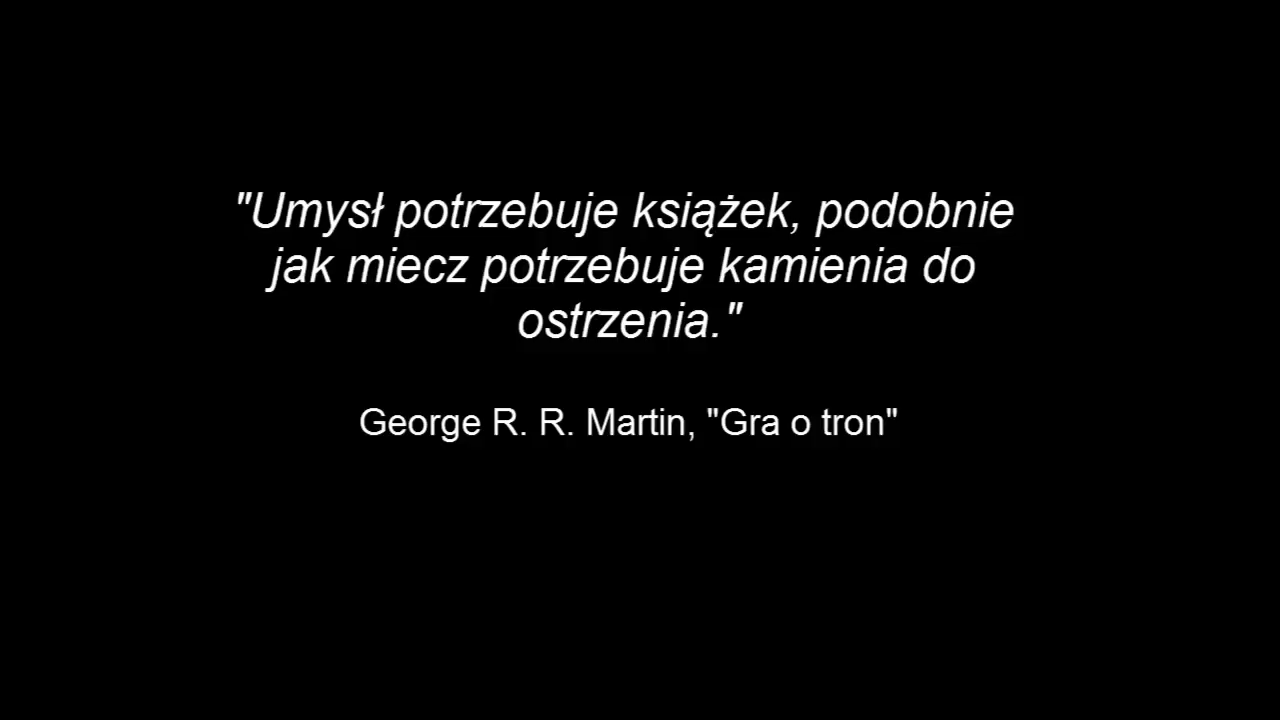 "Umysł potrzebuje książek, podobnie
jak miecz potrzebuje kamienia do
ostrzenia."
George R. R. Martin, "Gra o tron"